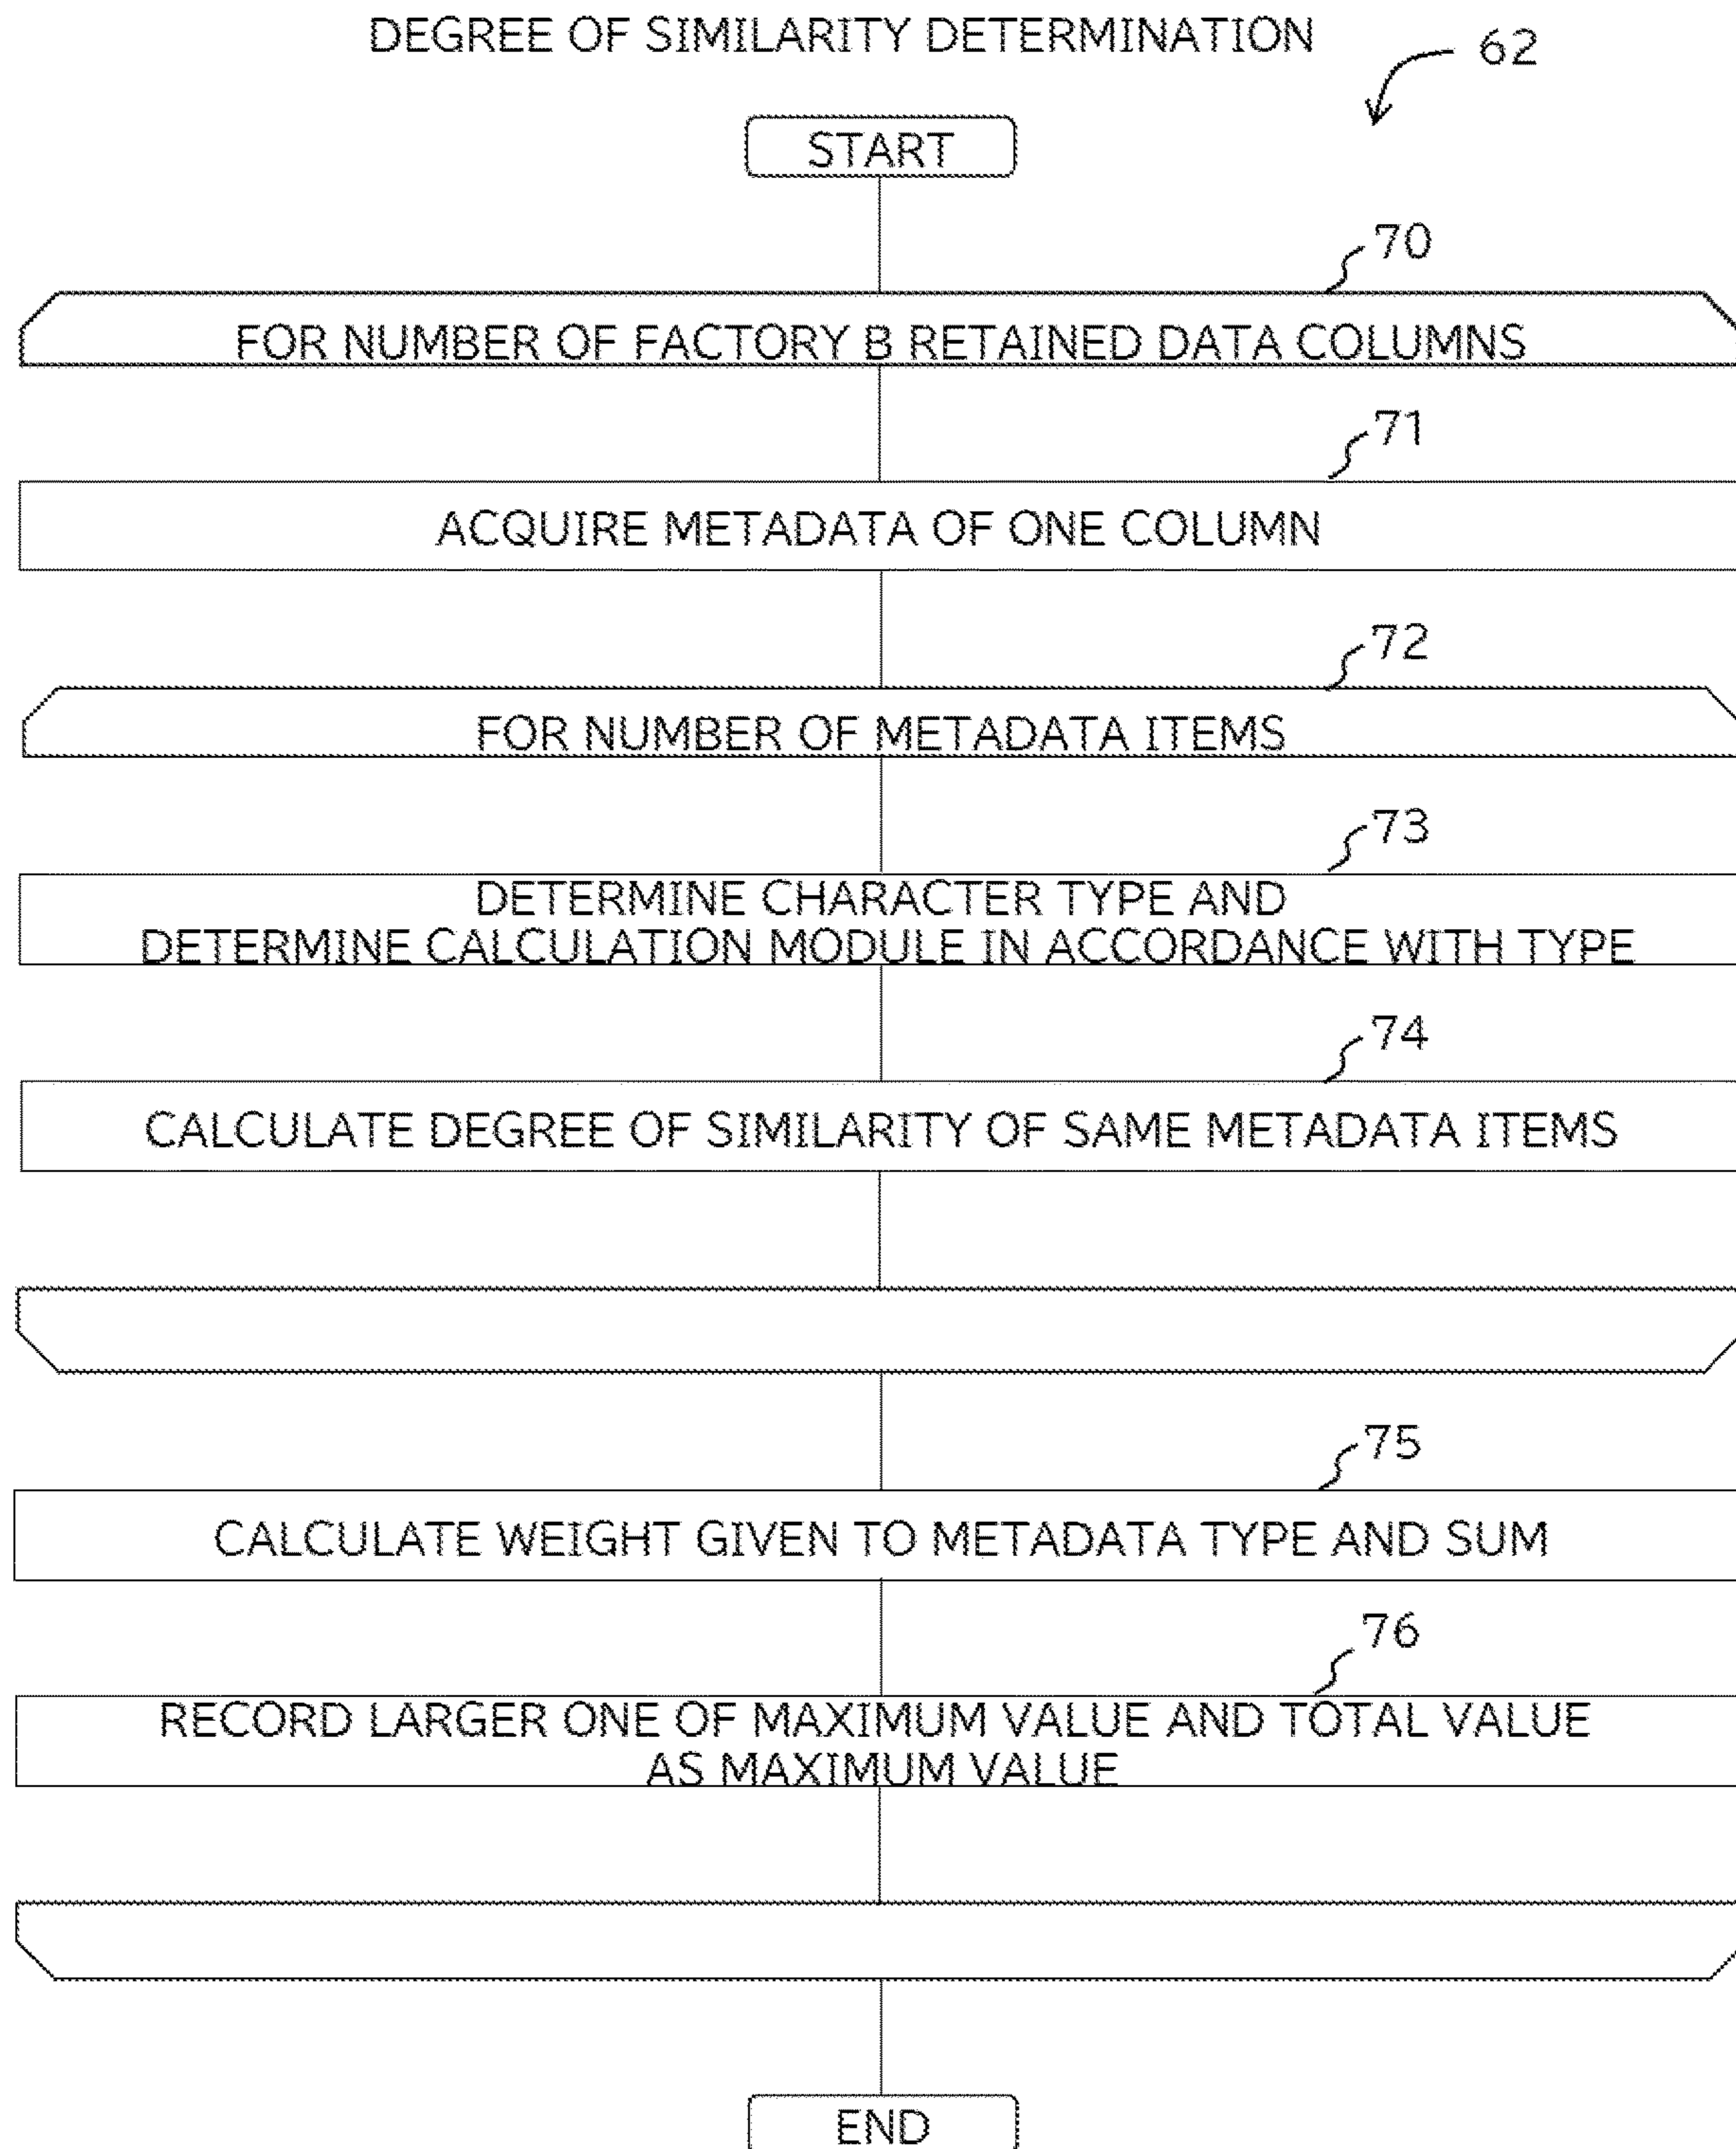 DEGREE OF SIMILARITY DETERMINATION
62
START
70
FOR NUMBER OF FACTORY B RETAINED DATA COLUMNS
71
ACQUIRE METADATA OF ONE COLUMN
72
FOR NUMBER OF METADATA ITEMS
73
DETERMINE CHARACTER TYPE AND
DETERMINE CALCULATION MODULE IN ACCORDANCE WITH TYPE
74
CALCULATE DEGREE OF SIMILARITY OF SAME METADATA ITEMS
75
CALCULATE WEIGHT GIVEN TO METADATA TYPE AND SUM
76
RECORD LARGER ONE OF MAXIMUM VALUE AND TOTAL VALUE
AS MAXIMUM VALUE
END